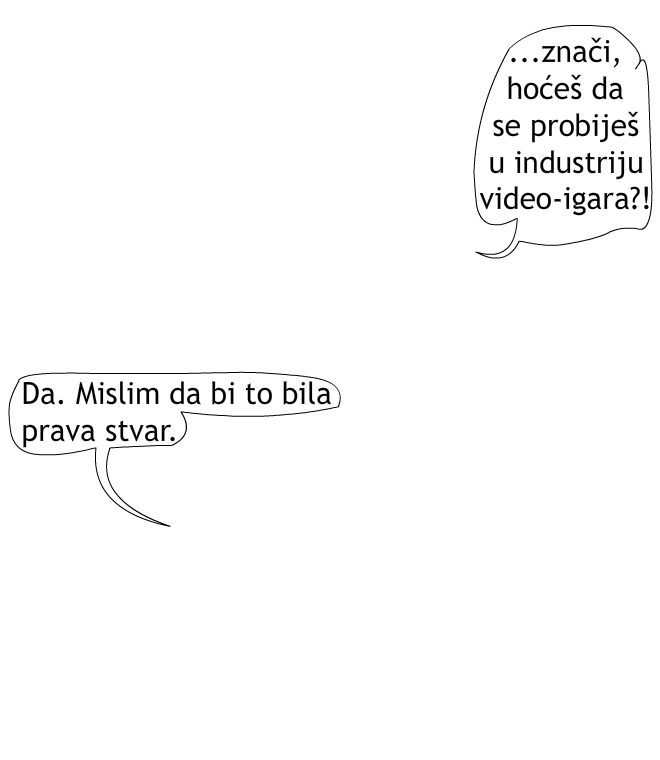 ...znači,
hoćeš da
se probiješ
u industriju
video-igara?!
Da. Mislim da bi to bila
prava stvar.